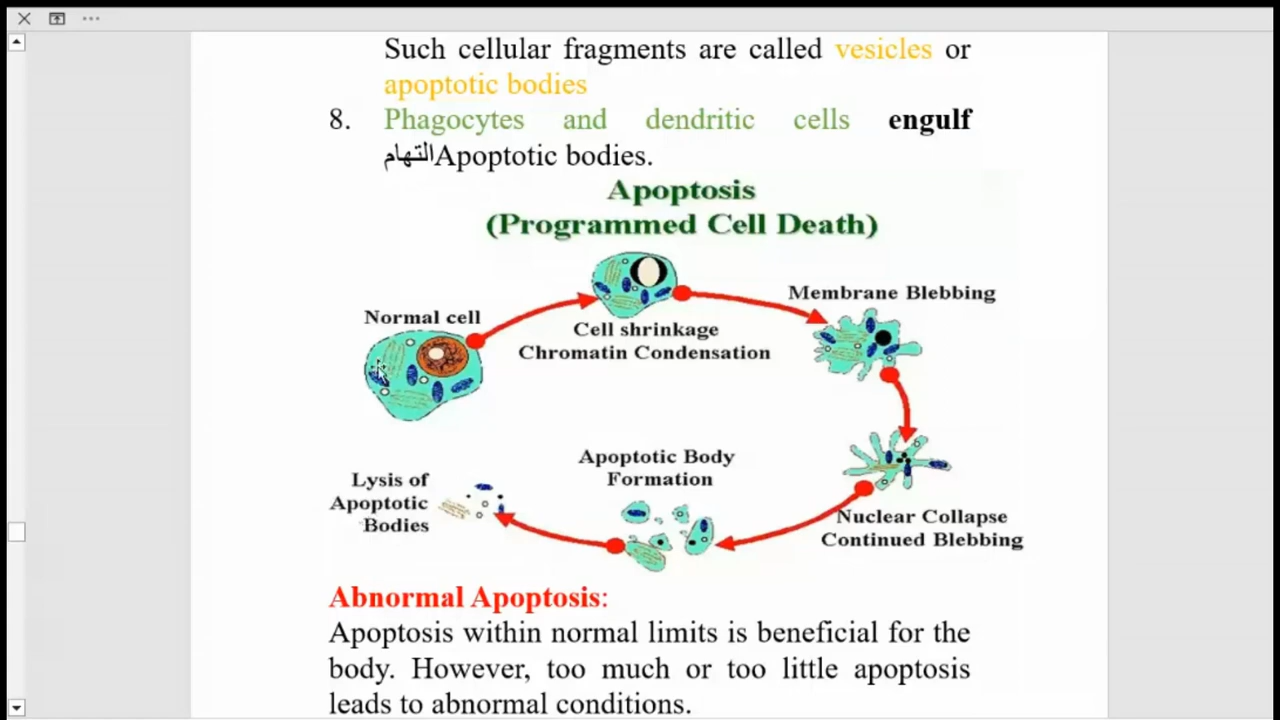 Such cellular fragments are called vesicles or
apoptotic bodies
8. Phagocytes and dendritic cells engulf
التهامApoptotic bodies.
Apoptosis
(Programmed Cell Death)
Normal cell
Cell shrinkage
Chromatin Condensation
Membrane Blebbing
Nuclear Collapse
Continued Blebbing
Apoptotic Body
Formation
Lysis of
Apoptotic
Bodies
Abnormal Apoptosis:
Apoptosis within normal limits is beneficial for the
body. However, too much or too little apoptosis
leads to abnormal conditions.